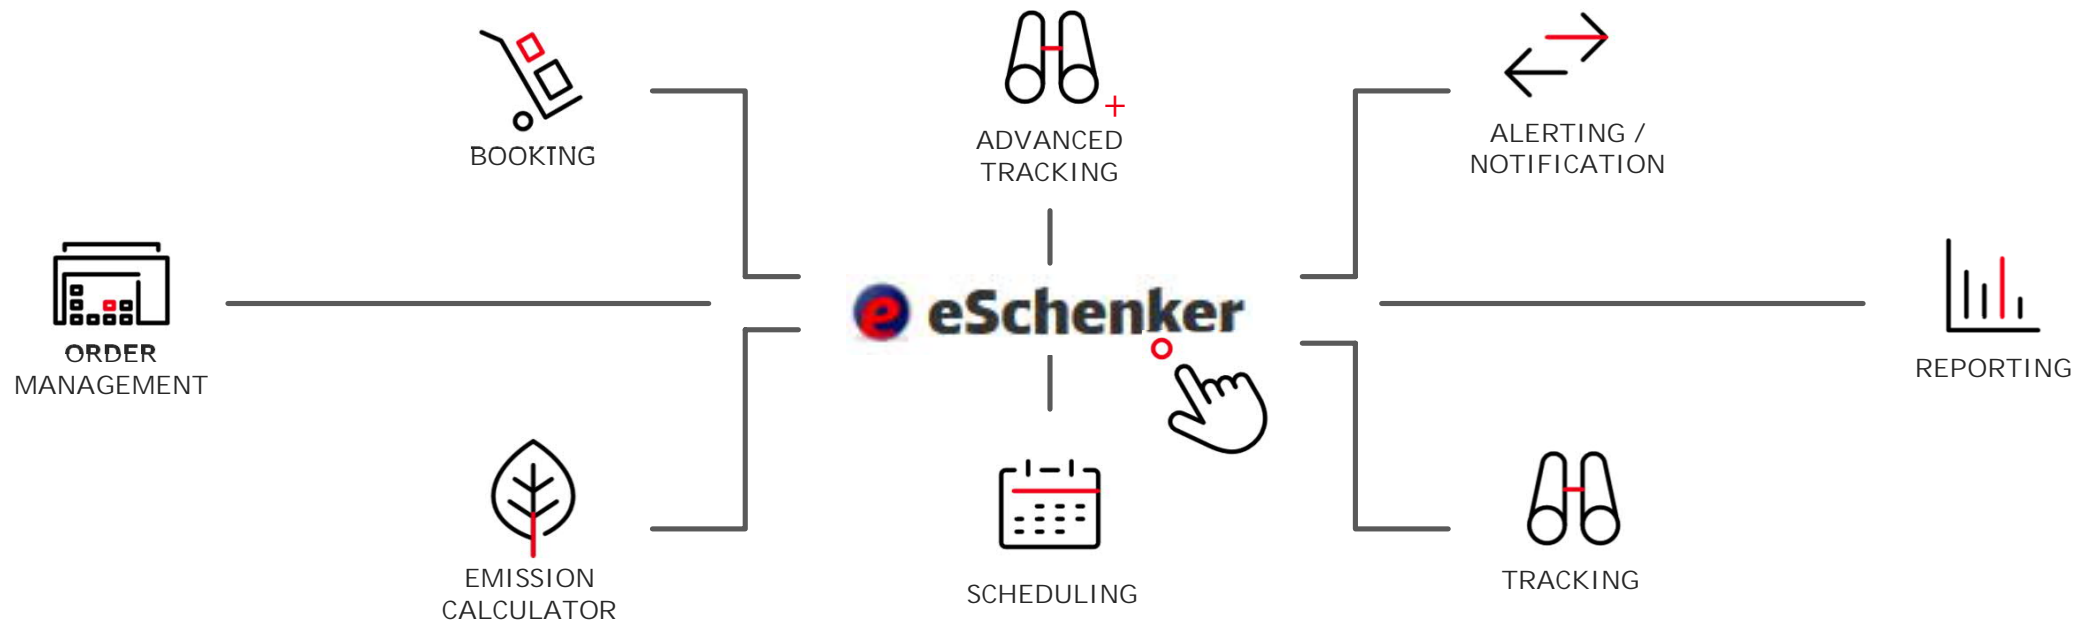 BOOKING
ADVANCED
TRACKING
ALERTING /
NOTIFICATION
ORDER
MANAGEMENT
e eSchenker
REPORTING
EMISSION
CALCULATOR
SCHEDULING
TRACKING